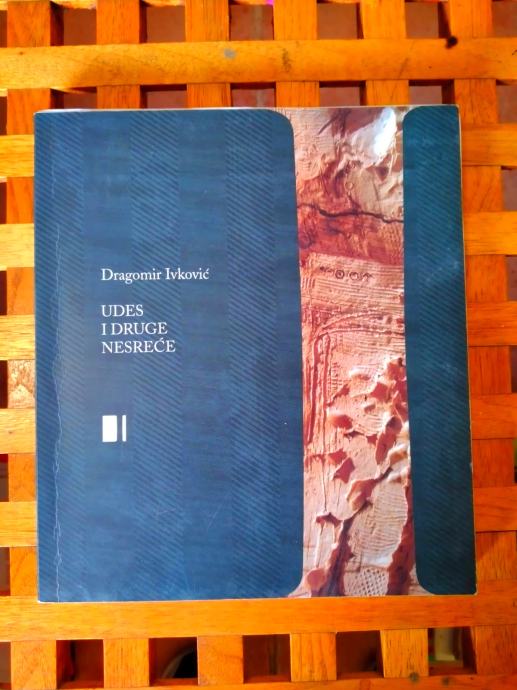 Dragomir Ivković
UDES
I DRUGE
NESREĆE